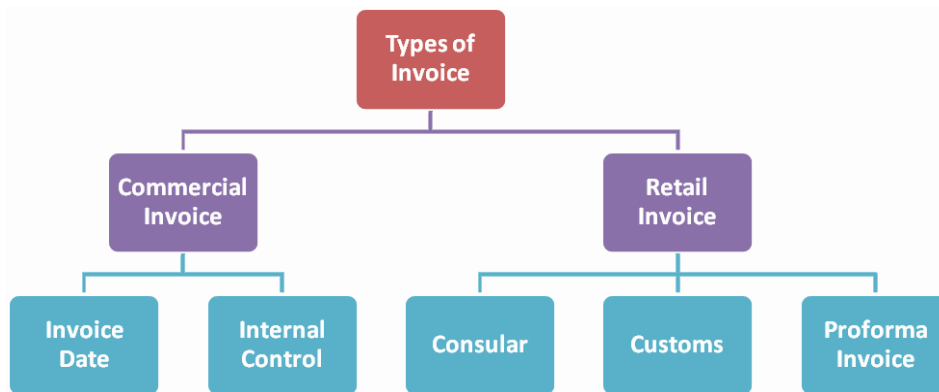 Types of
Invoice
Commercial
Invoice
Retail
Invoice
Invoice
Date
Internal
Control
Consular
Customs
Proforma
Invoice